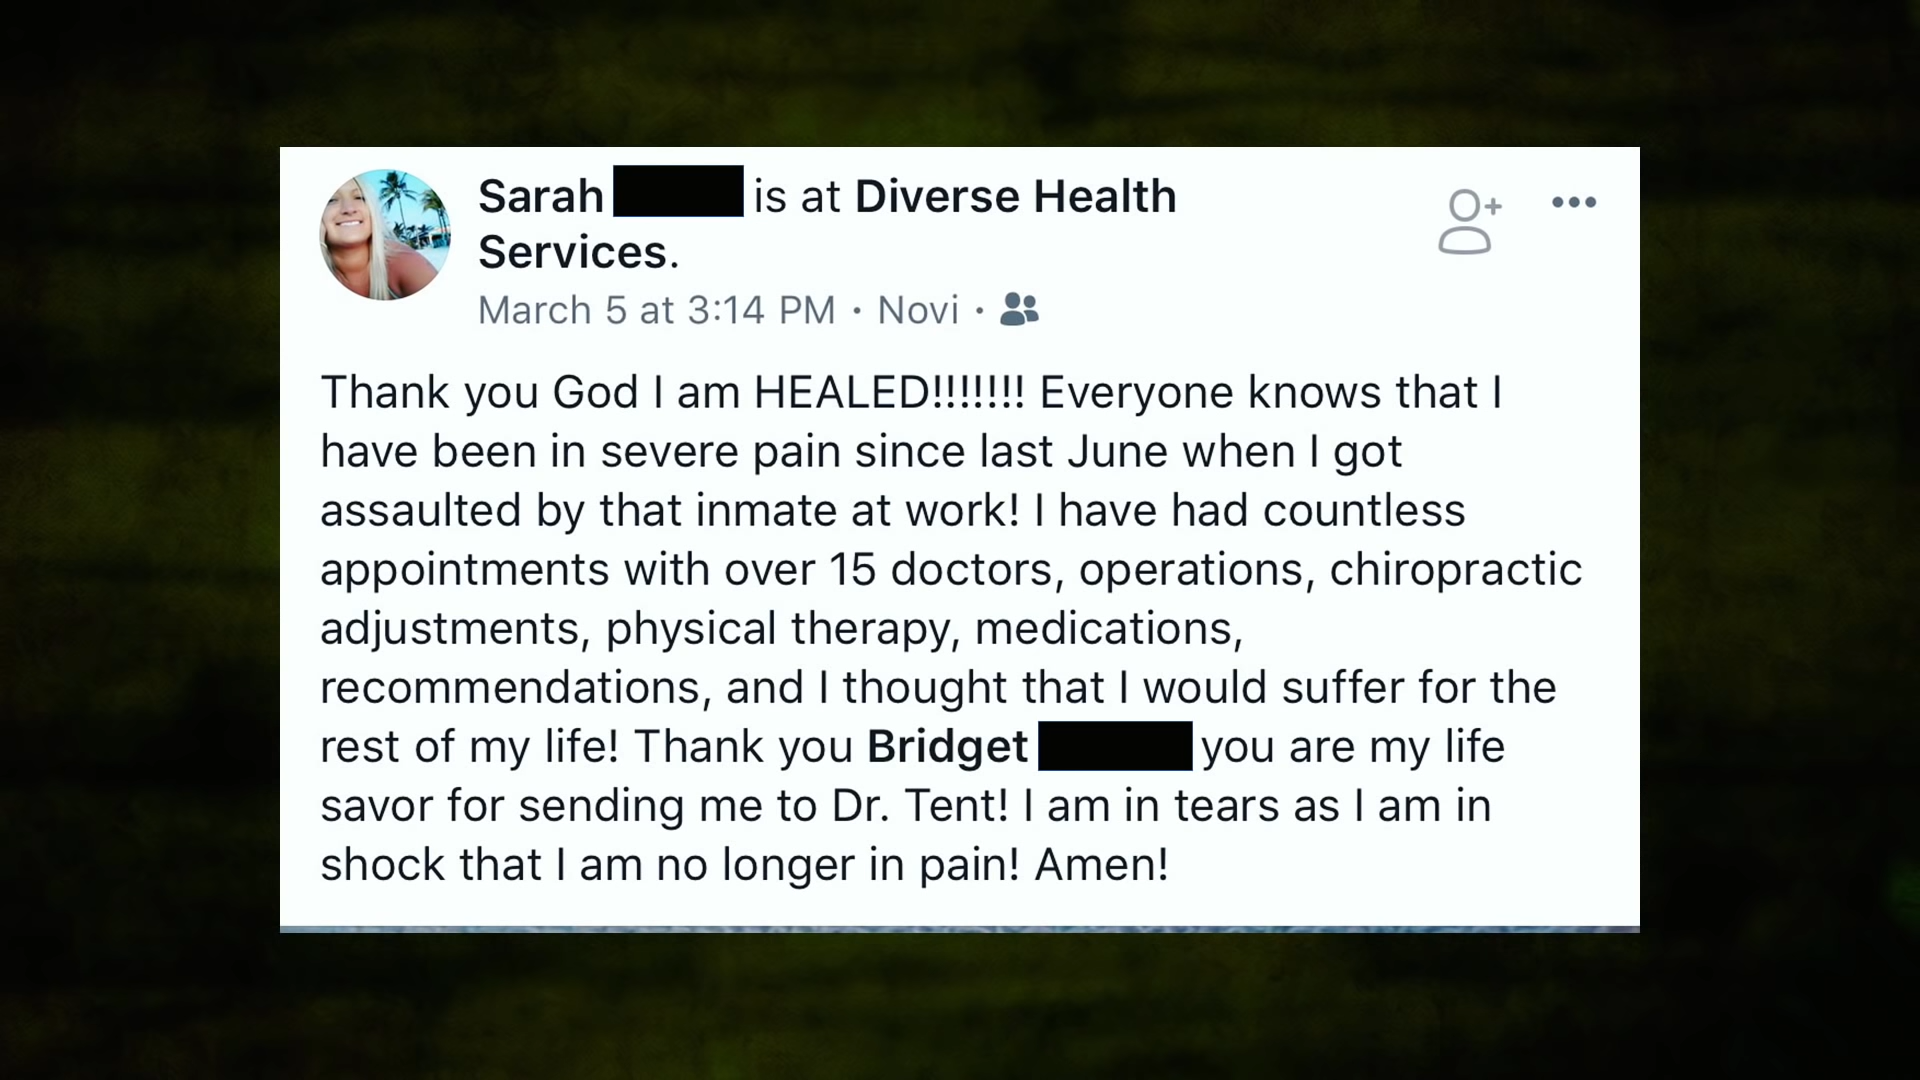 Sarah is at Diverse Health
Services.
March 5 at 3:14 PM · Novi ·
Thank you God I am HEALED!!!!!!! Everyone knows that I
have been in severe pain since last June when I got
assaulted by that inmate at work! I have had countless
appointments with over 15 doctors, operations, chiropractic
adjustments, physical therapy, medications,
recommendations, and I thought that I would suffer for the
rest of my life! Thank you Bridget you are my life
savor for sending me to Dr. Tent! I am in tears as I am in
shock that I am no longer in pain! Amen!